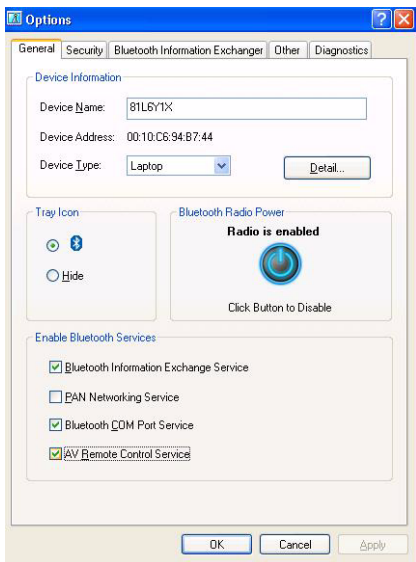 Options
General Security Bluetooth Information Exchanger Other Diagnostics
Device Information
Device Name: 81L6Y1X
Device Address: 00:10:C6:94:B7:44
Device Type: Laptop Detail...
Tray Icon
Hide
Bluetooth Radio Power
Radio is enabled
Click Button to Disable
Enable Bluetooth Services
Bluetooth Information Exchange Service
PAN Networking Service
Bluetooth COM Port Service
AV Remote Control Service
OK Cancel Apply